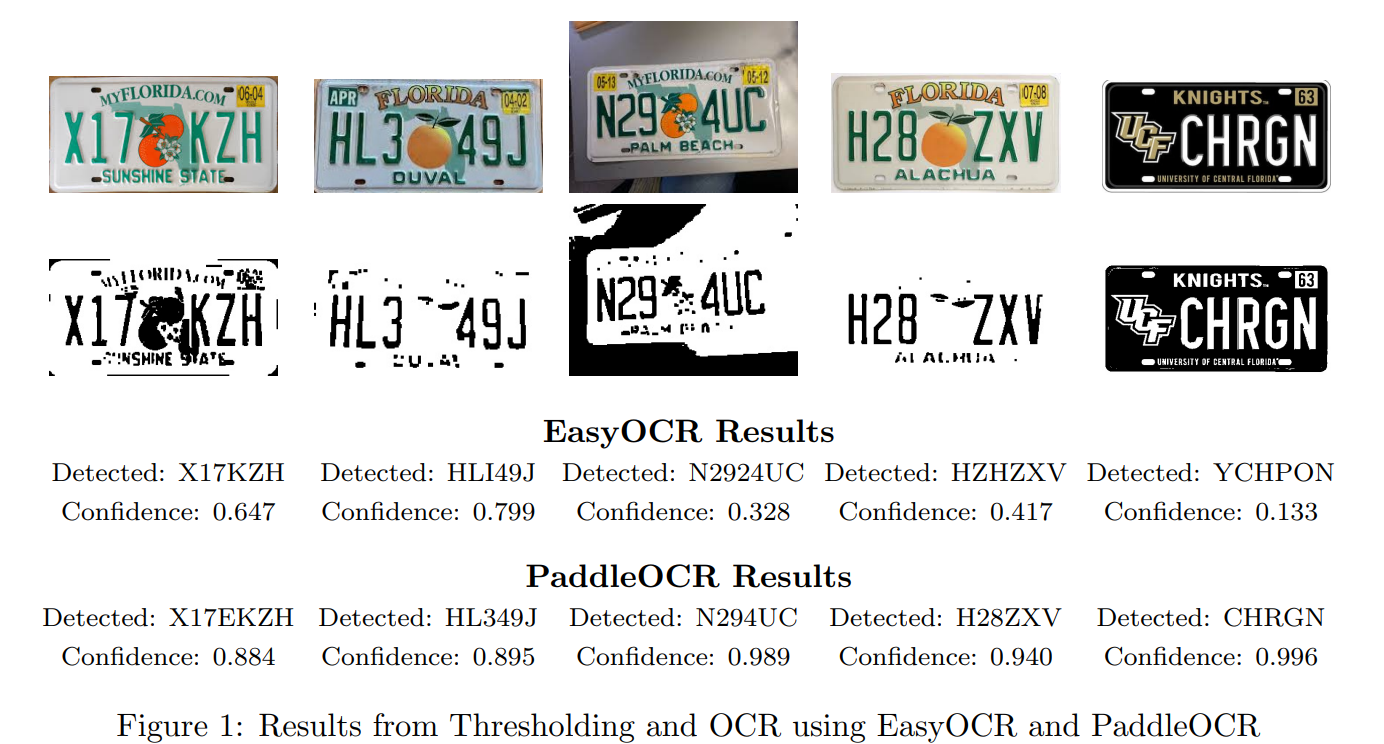 MYFLORIDA.COM 06-04
X17 KZH
SUNSHINE STATE
APR FLORIDA 04-02
HL3 49J
DUVAL
05-13 MYFLORIDA.COM 05-12
N29 4UC
PALM BEACH
FLORIDA 07-08
H28 ZXV
ALACHUA
KNIGHTS™ 63
UCF CHRGN
UNIVERSITY OF CENTRAL FLORIDA
X17 KZH
HL3 49J
N29 4UC
H28 ZXV
ALACHUA
KNIGHTS 63
UCF CHRGN
UNIVERSITY OF CENTRAL FLORIDA
EasyOCR Results
Detected: X17KZH Detected: HLI49J Detected: N2924UC Detected: HZHZXV Detected: YCHPON
Confidence: 0.647 Confidence: 0.799 Confidence: 0.328 Confidence: 0.417 Confidence: 0.133
PaddleOCR Results
Detected: X17EKZH Detected: HL349J Detected: N294UC Detected: H28ZXV Detected: CHRGN
Confidence: 0.884 Confidence: 0.895 Confidence: 0.989 Confidence: 0.940 Confidence: 0.996
Figure 1: Results from Thresholding and OCR using EasyOCR and PaddleOCR